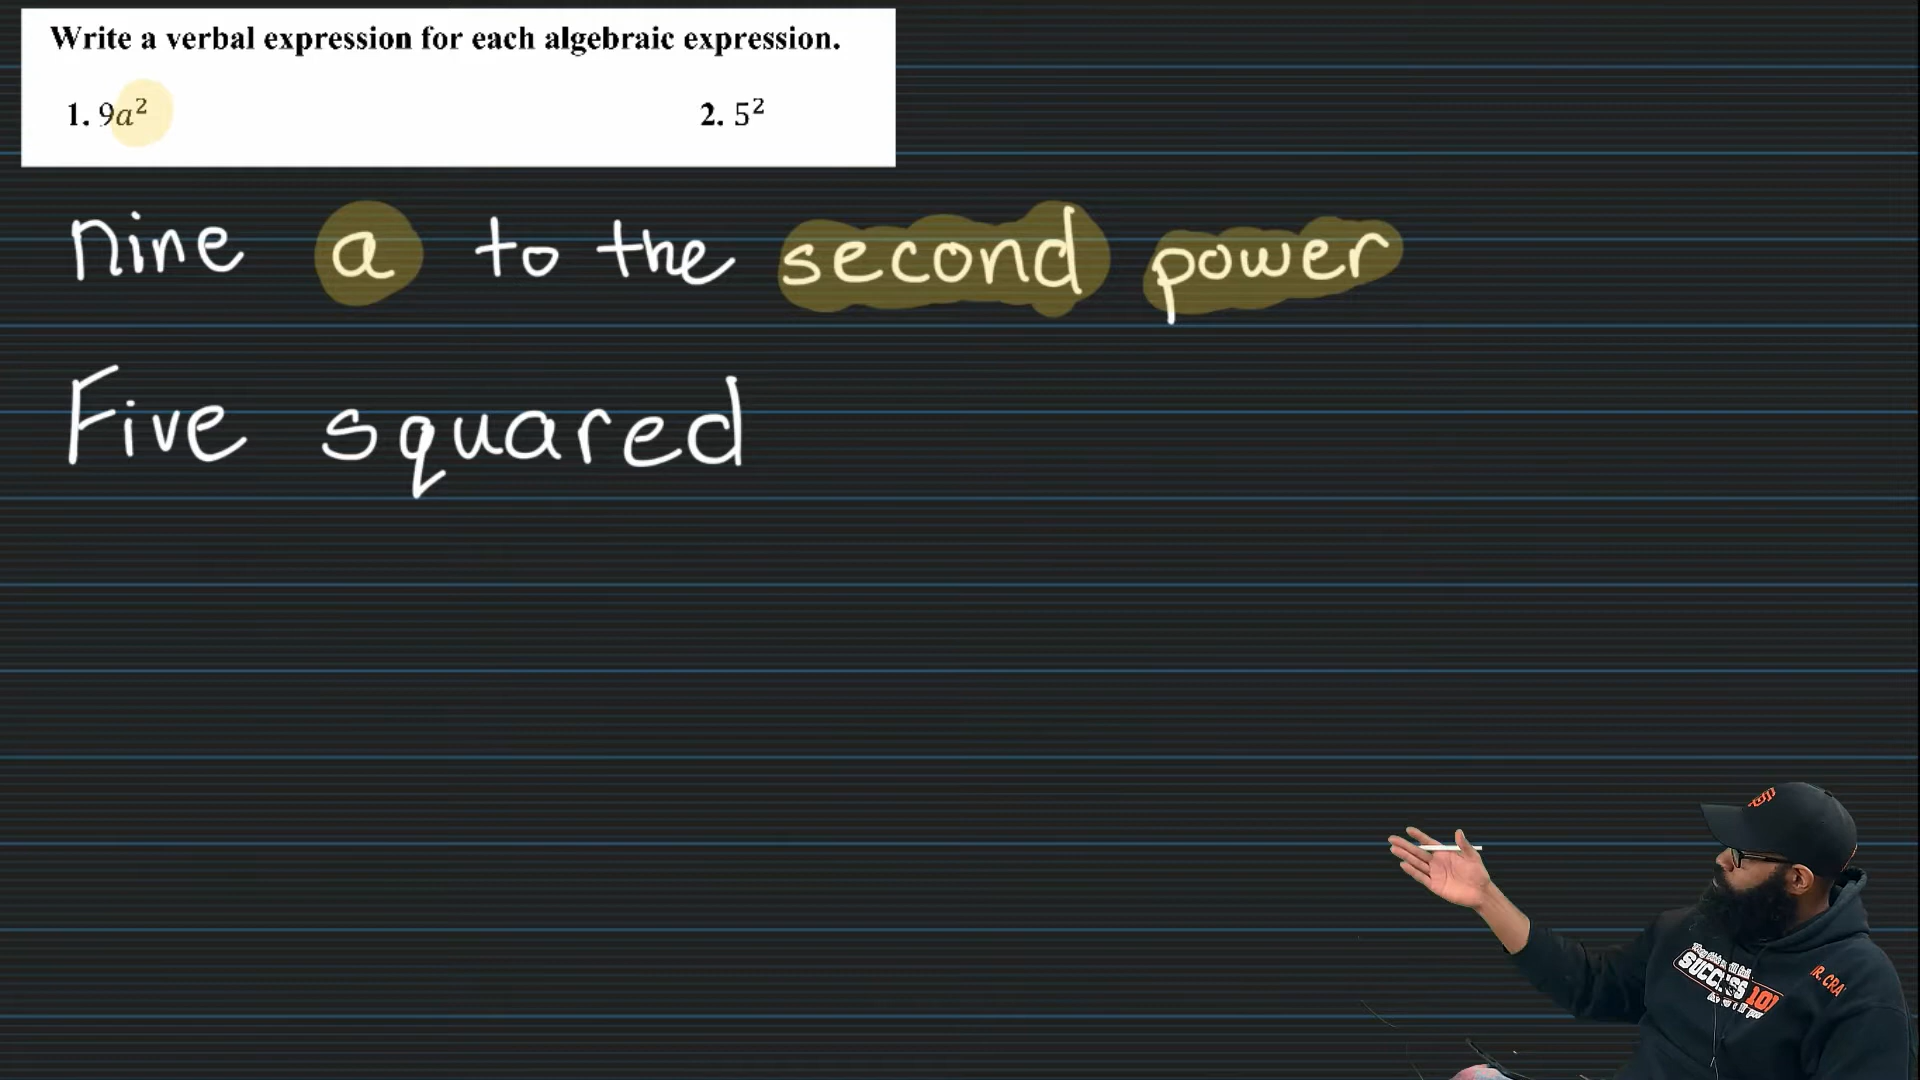 Write a verbal expression for each algebraic expression.
1. 9a² 2. 5²
nine a to the second power
Five squared
SF
SUCCESS 101